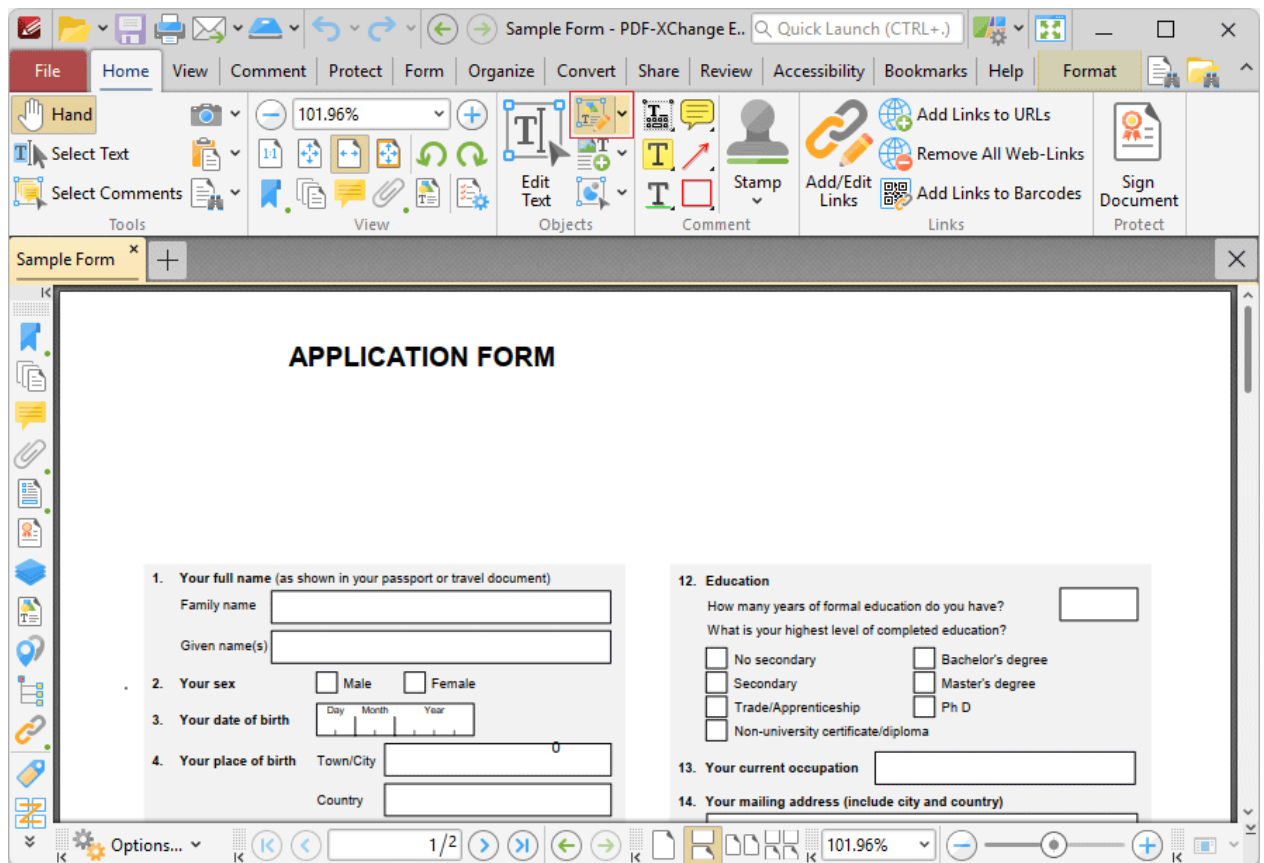 Sample Form - PDF-XChange E.. Quick Launch (CTRL+.)
File Home View Comment Protect Form Organize Convert Share Review Accessibility Bookmarks Help Format
Hand 101.96% Add Links to URLs
Select Text Remove All Web-Links
Select Comments Edit Text Stamp Add/Edit Links Add Links to Barcodes Sign Document
Tools View Objects Comment Links Protect
Sample Form
APPLICATION FORM
1. Your full name (as shown in your passport or travel document)
Family name
Given name(s)
2. Your sex Male Female
3. Your date of birth Day Month Year
4. Your place of birth Town/City 0
Country
12. Education
How many years of formal education do you have?
What is your highest level of completed education?
No secondary Bachelor's degree
Secondary Master's degree
Trade/Apprenticeship Ph D
Non-university certificate/diploma
13. Your current occupation
14. Your mailing address (include city and country)
Options... 1/2 101.96%